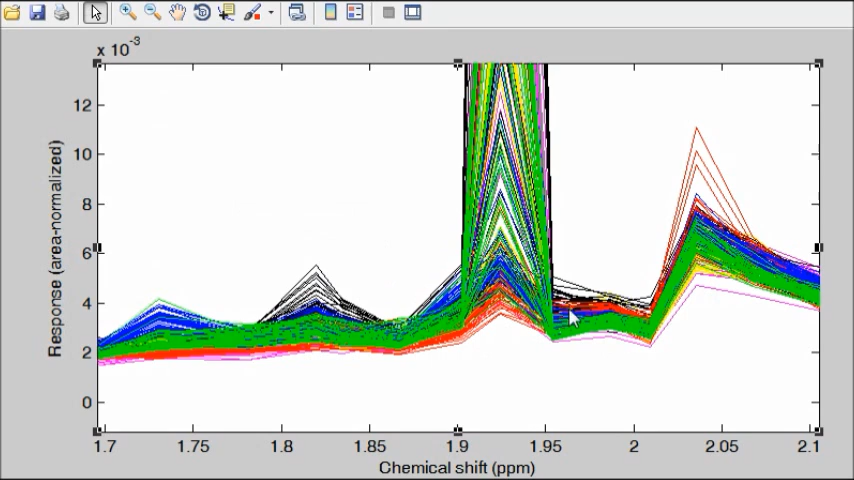 x 10-3
12
10
8
6
4
2
0
Response (area-normalized)
1.7 1.75 1.8 1.85 1.9 1.95 2 2.05 2.1
Chemical shift (ppm)